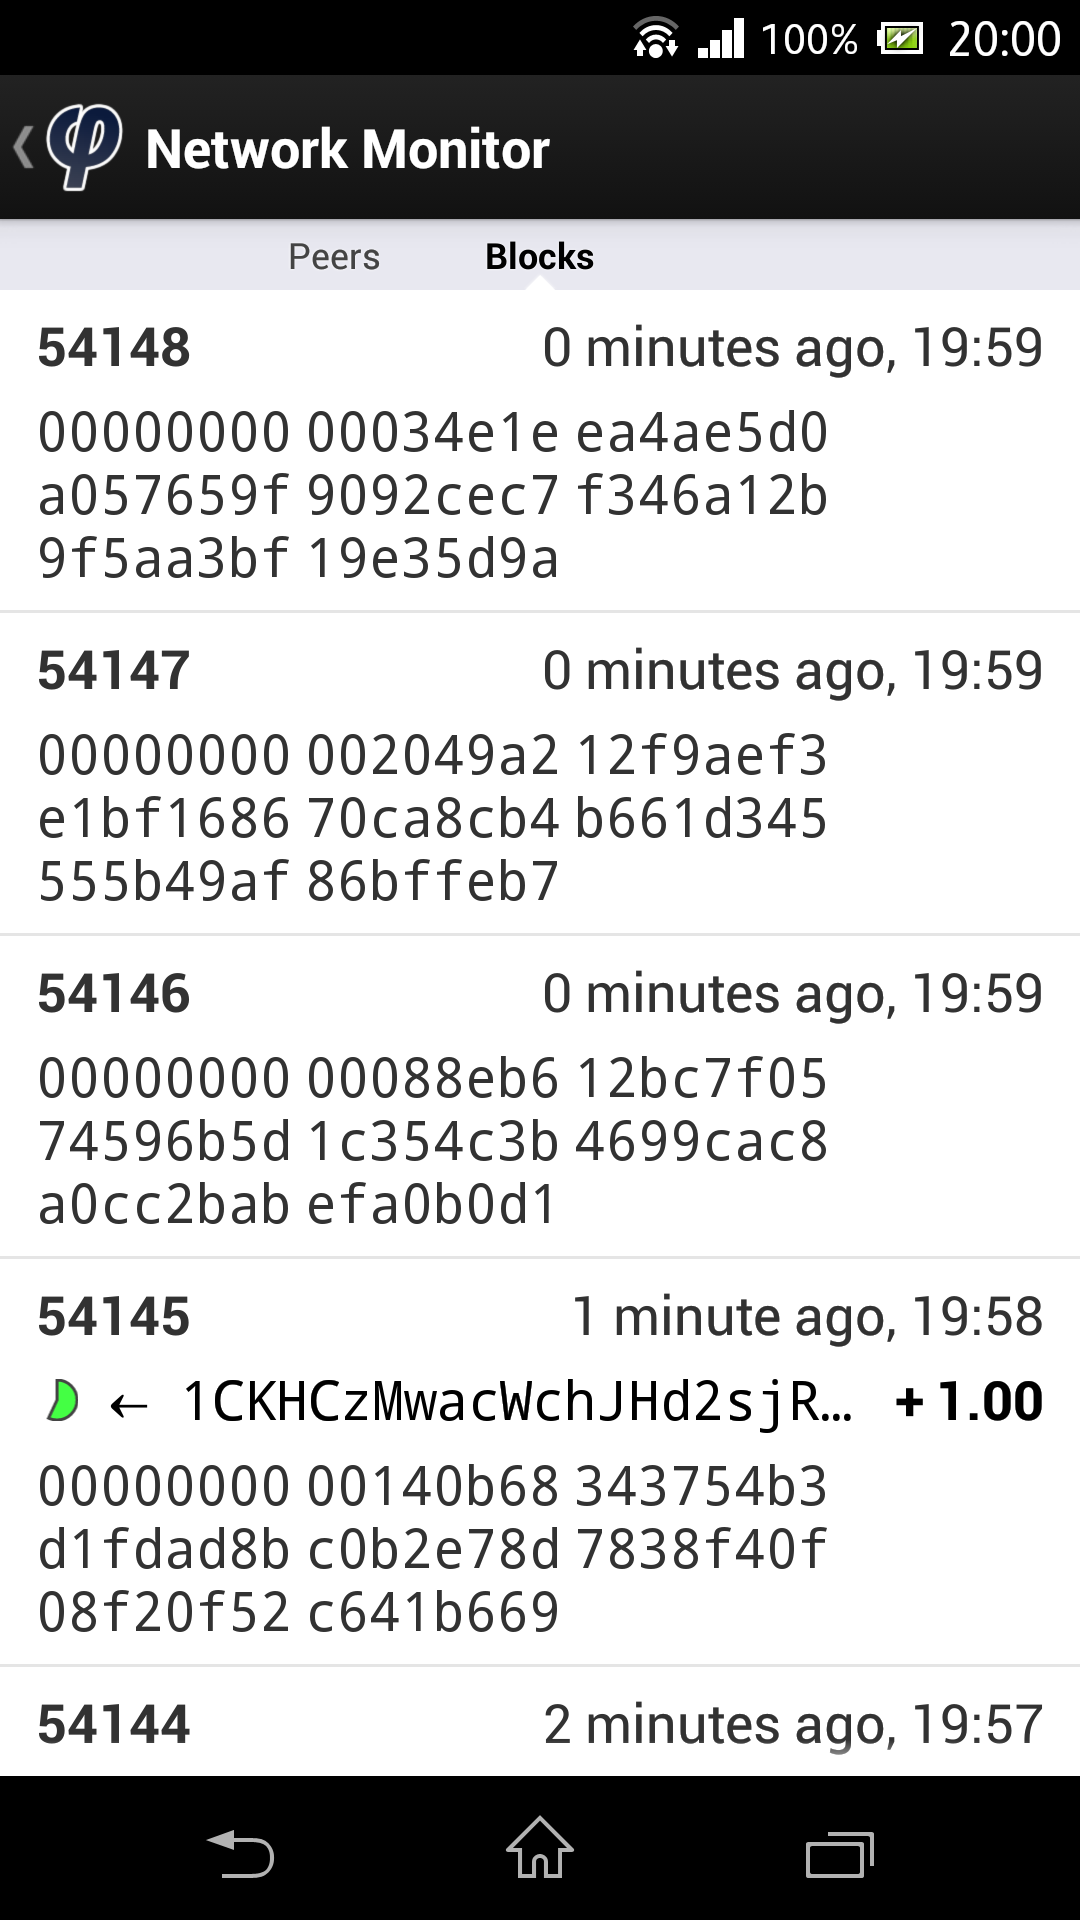 100% 20:00
Network Monitor
Peers Blocks
54148 0 minutes ago, 19:59
00000000 00034e1e ea4ae5d0
a057659f 9092cec7 f346a12b
9f5aa3bf 19e35d9a
54147 0 minutes ago, 19:59
00000000 002049a2 12f9aef3
e1bf1686 70ca8cb4 b661d345
555b49af 86bffeb7
54146 0 minutes ago, 19:59
00000000 00088eb6 12bc7f05
74596b5d 1c354c3b 4699cac8
a0cc2bab efa0b0d1
54145 1 minute ago, 19:58
← 1CKHCzMwacWchJHd2sjR… + 1.00
00000000 00140b68 343754b3
d1fdad8b c0b2e78d 7838f40f
08f20f52 c641b669
54144 2 minutes ago, 19:57